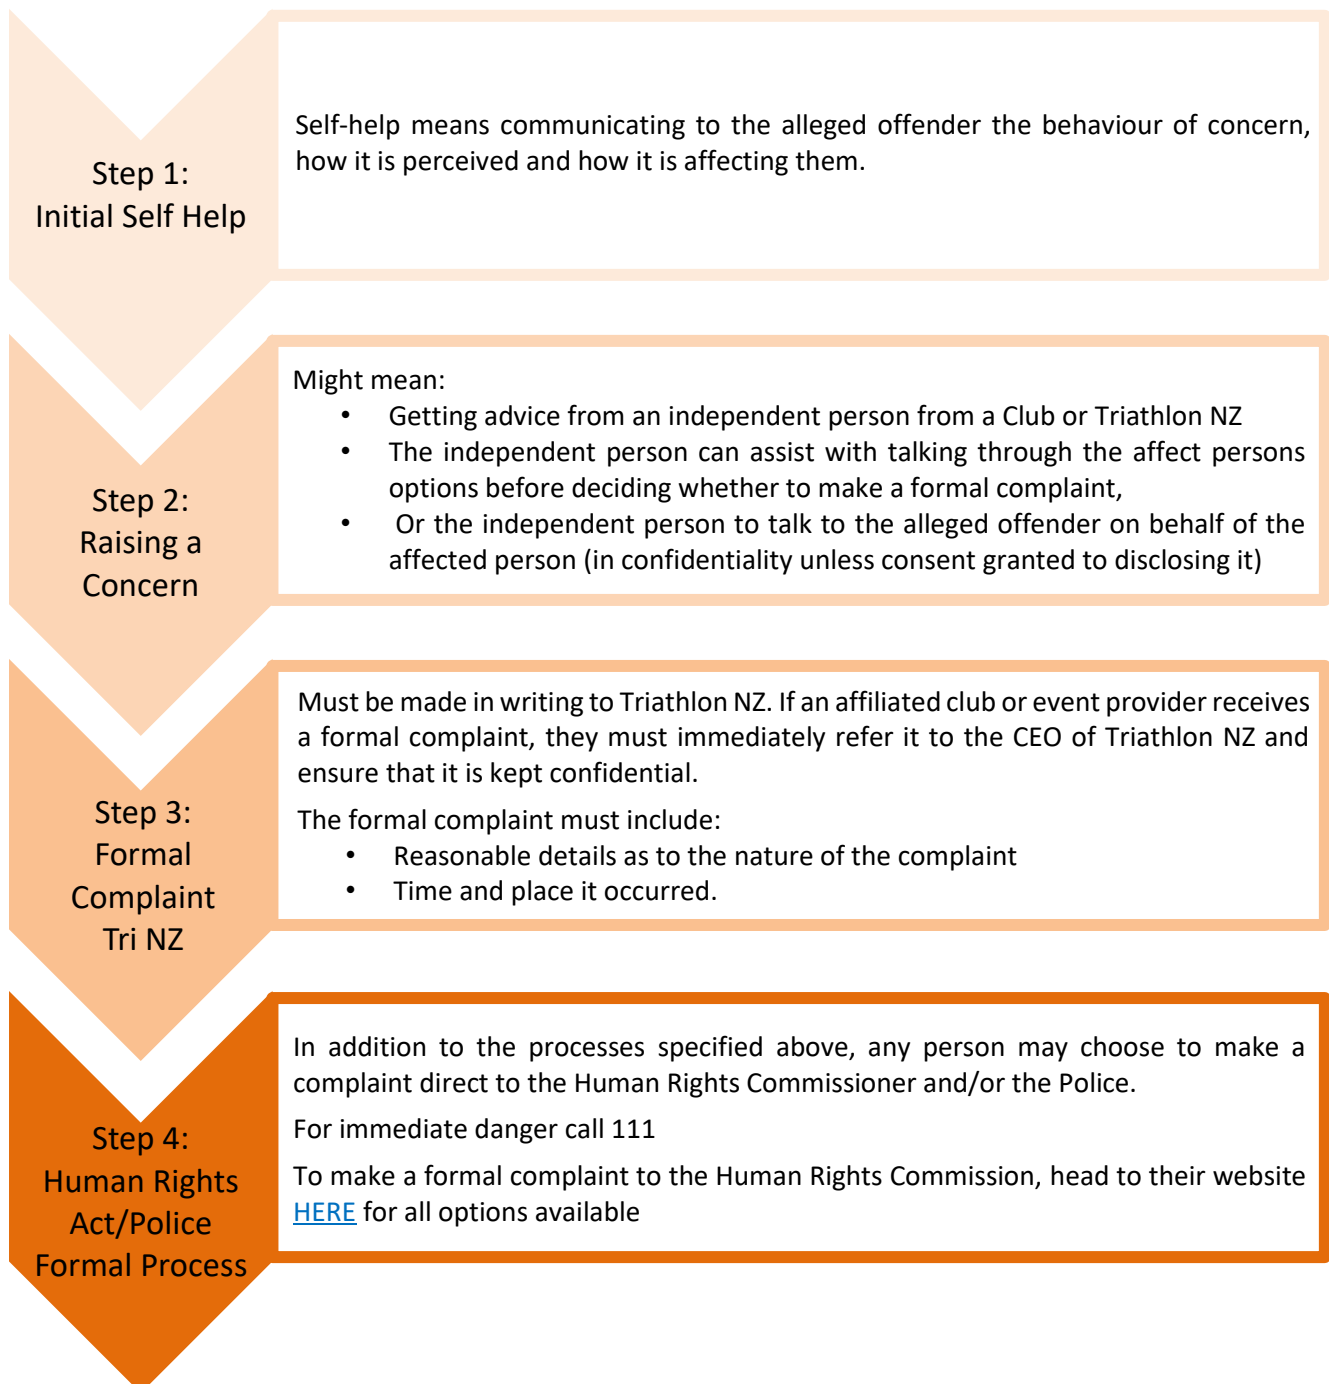 Step 1:
Initial Self Help
Self-help means communicating to the alleged offender the behaviour of concern,
how it is perceived and how it is affecting them.
Step 2:
Raising a
Concern
Might mean:
• Getting advice from an independent person from a Club or Triathlon NZ
• The independent person can assist with talking through the affect persons
options before deciding whether to make a formal complaint,
• Or the independent person to talk to the alleged offender on behalf of the
affected person (in confidentiality unless consent granted to disclosing it)
Step 3:
Formal
Complaint
Tri NZ
Must be made in writing to Triathlon NZ. If an affiliated club or event provider receives
a formal complaint, they must immediately refer it to the CEO of Triathlon NZ and
ensure that it is kept confidential.
The formal complaint must include:
• Reasonable details as to the nature of the complaint
• Time and place it occurred.
Step 4:
Human Rights
Act/Police
Formal Process
In addition to the processes specified above, any person may choose to make a
complaint direct to the Human Rights Commissioner and/or the Police.
For immediate danger call 111
To make a formal complaint to the Human Rights Commission, head to their website
HERE for all options available